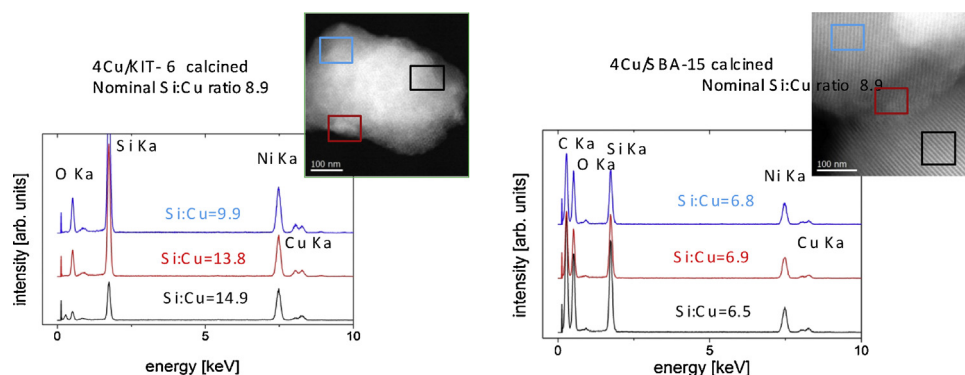 4Cu/KIT- 6 calcined
Nominal Si:Cu ratio 8.9
100 nm
Si Ka
O Ka
Ni Ka
Cu Ka
Si:Cu=9.9
Si:Cu=13.8
Si:Cu=14.9
intensity [arb. units]
0
5
10
energy [keV]
4Cu/SBA-15 calcined
Nominal Si:Cu ratio 8.9
100 nm
C Ka
O Ka
Si Ka
Ni Ka
Cu Ka
Si:Cu=6.8
Si:Cu=6.9
Si:Cu=6.5
intensity [arb. units]
0
5
10
energy [keV]